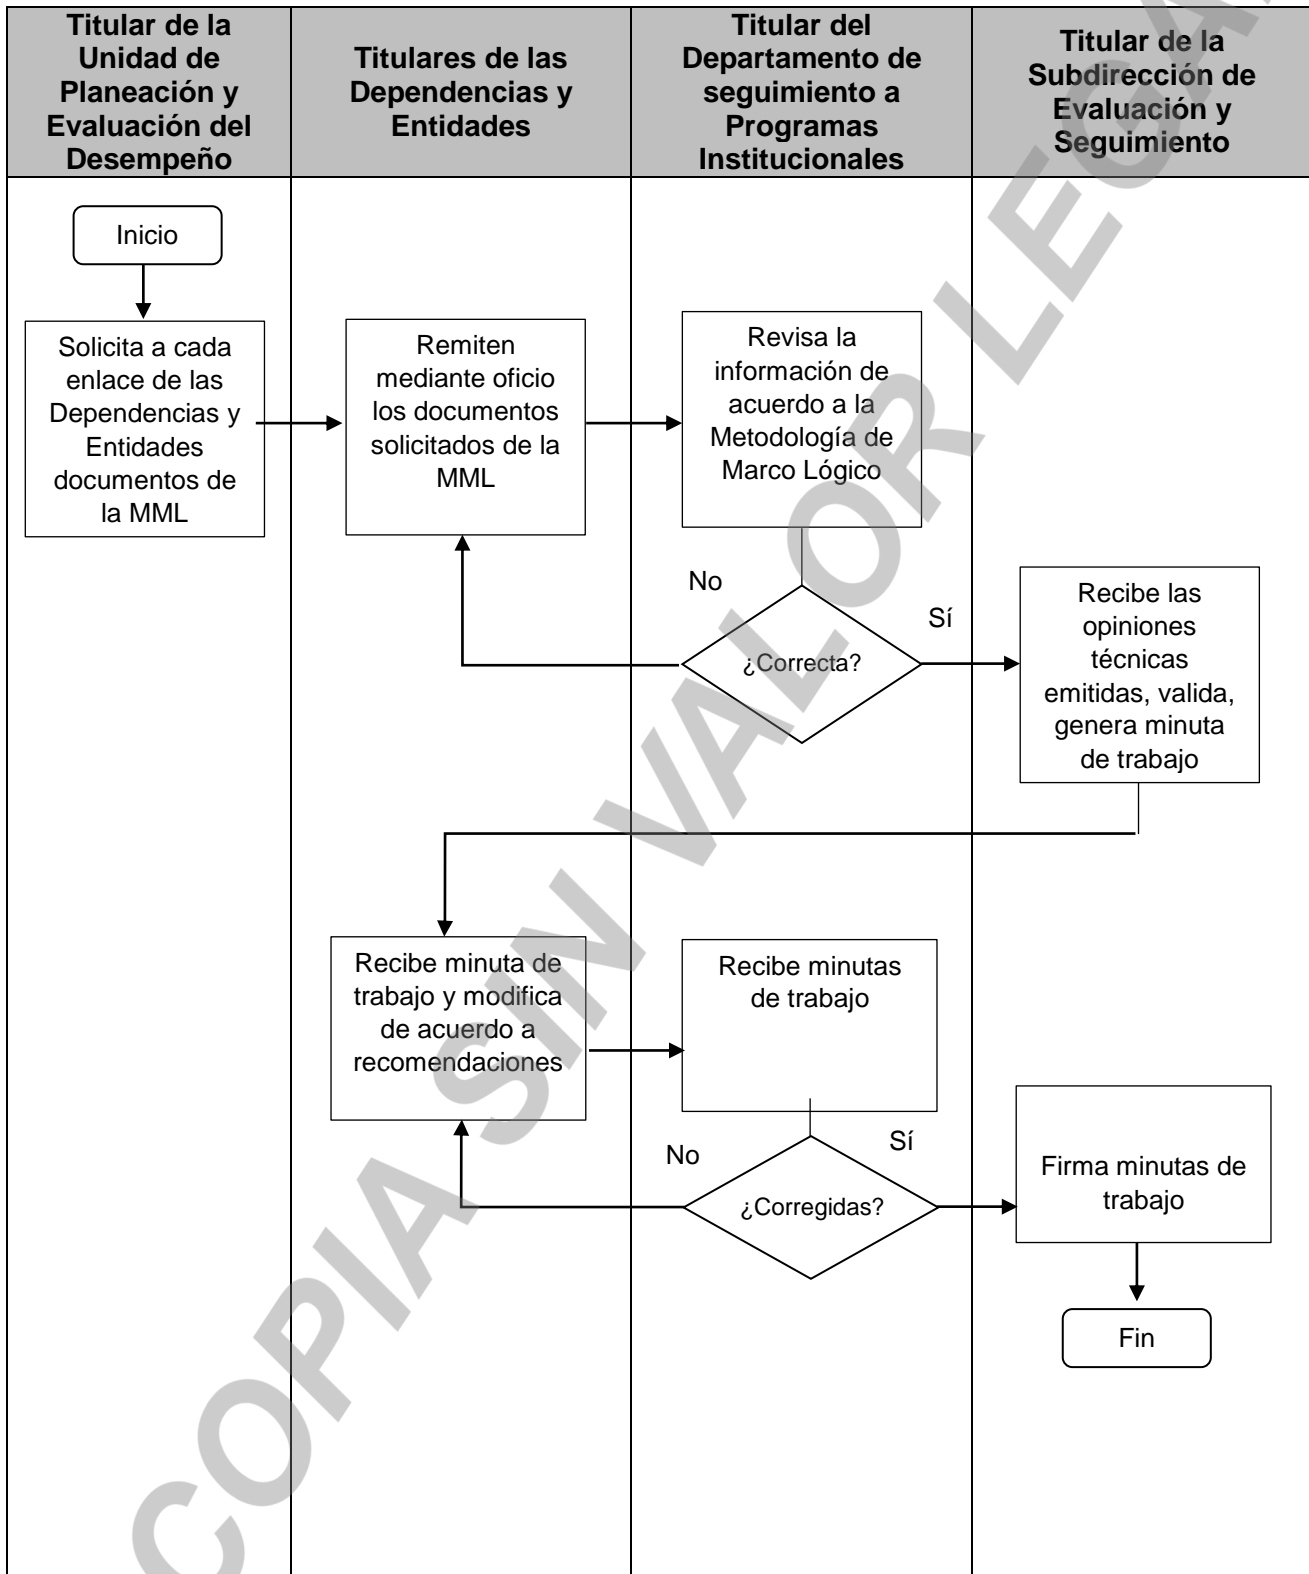 Titular de la
Unidad de
Planeación y
Evaluación del
Desempeño
Titulares de las
Dependencias y
Entidades
Titular del
Departamento de
seguimiento a
Programas
Institucionales
Titular de la
Subdirección de
Evaluación y
Seguimiento
Inicio
Solicita a cada
enlace de las
Dependencias y
Entidades
documentos de
la MML
Remiten
mediante oficio
los documentos
solicitados de la
MML
Revisa la
información de
acuerdo a la
Metodología de
Marco Lógico
No
¿Correcta?
Sí
Recibe las
opiniones
técnicas
emitidas, valida,
genera minuta
de trabajo
Recibe minuta de
trabajo y modifica
de acuerdo a
recomendaciones
Recibe minutas
de trabajo
No
¿Corregidas?
Sí
Firma minutas de
trabajo
Fin
COPIA SIN VALOR LEGAL